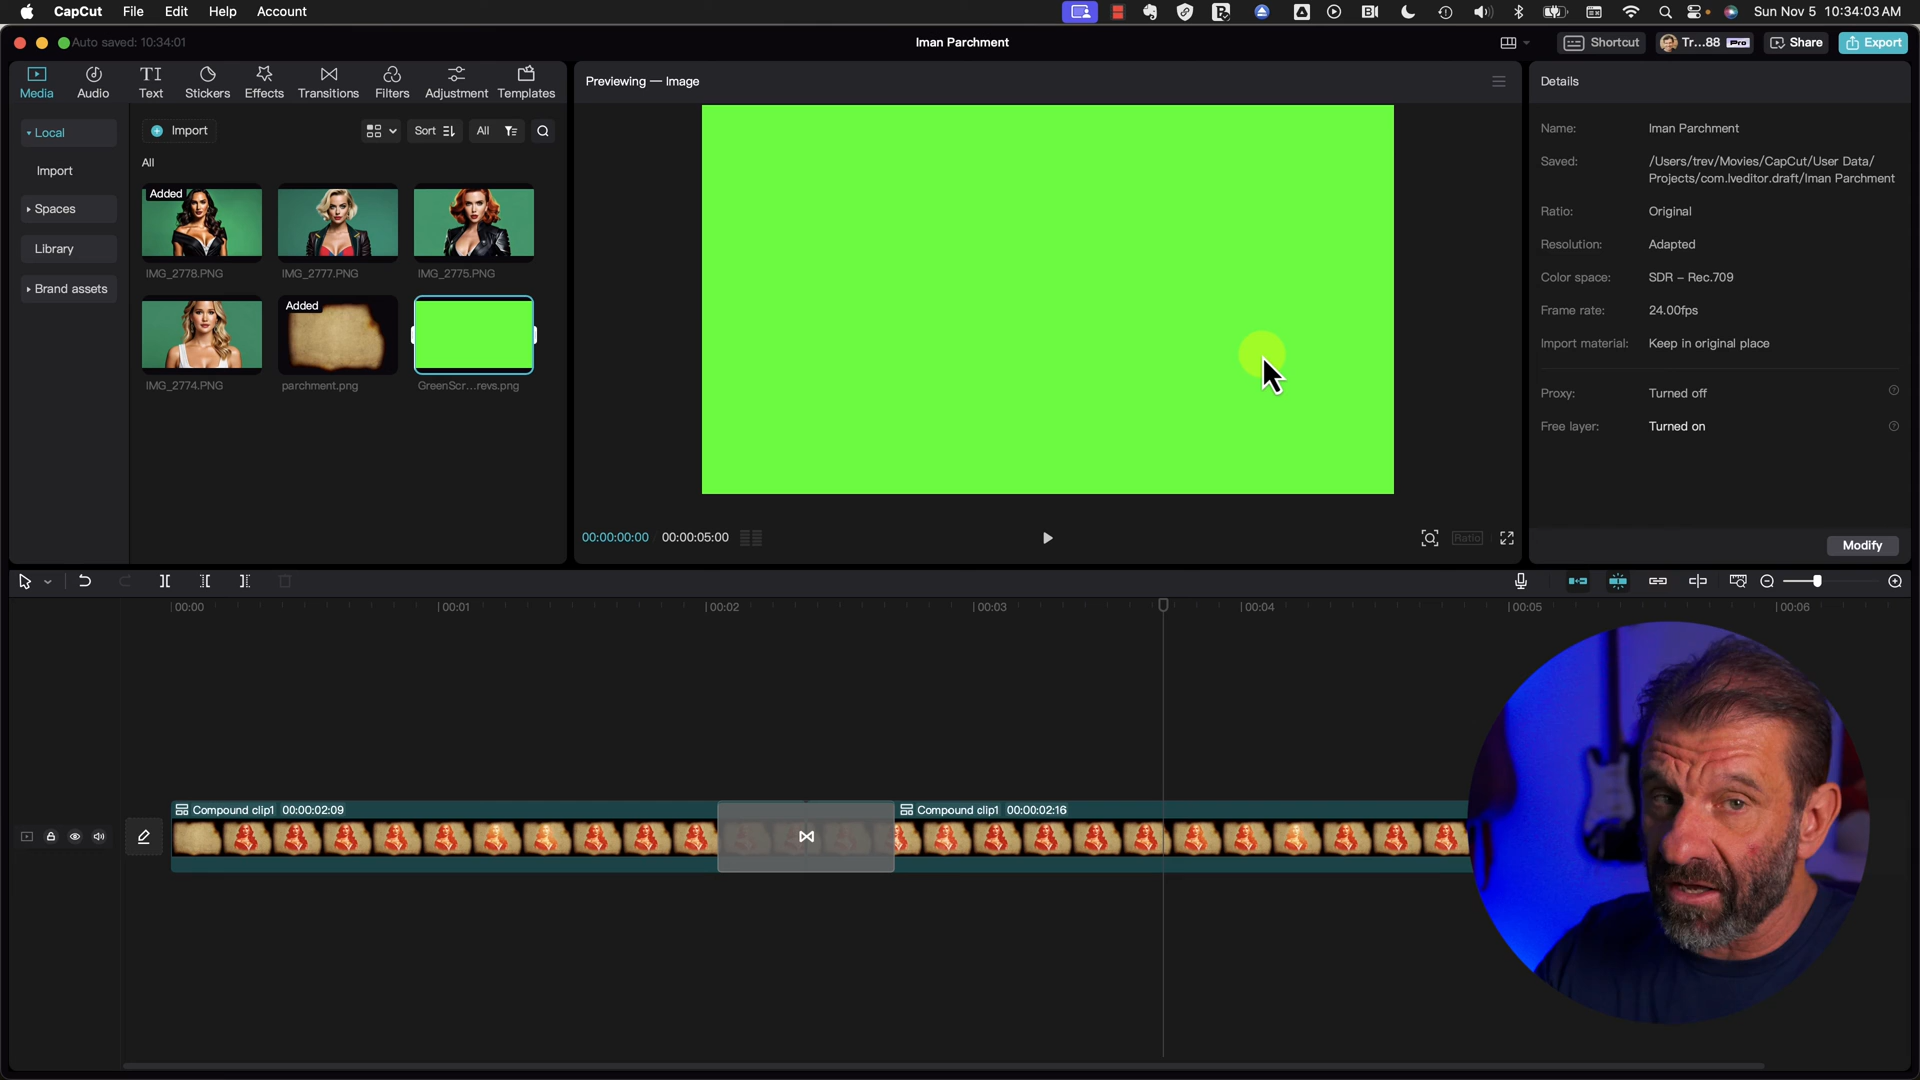 CapCut File Edit Help Account
Sun Nov 5 10:34:03 AM
Auto saved: 10:34:01
Iman Parchment
Shortcut
Tr...88 Pro
Share
Export
Media Audio Text Stickers Effects Transitions Filters Adjustment Templates
Previewing — Image
Details
Local
Import
Spaces
Library
Brand assets
Import
Sort
All
All
Added
IMG_2778.PNG
IMG_2777.PNG
IMG_2775.PNG
IMG_2774.PNG
Added
parchment.png
GreenScr...revs.png
00:00:00:00 00:00:05:00
Ratio
Name: Iman Parchment
Saved: /Users/trev/Movies/CapCut/User Data/
Projects/com.lveditor.draft/Iman Parchment
Ratio: Original
Resolution: Adapted
Color space: SDR – Rec.709
Frame rate: 24.00fps
Import material: Keep in original place
Proxy: Turned off
Free layer: Turned on
Modify
00:00 00:01 00:02 00:03 00:04 00:05 00:06
Compound clip1 00:00:02:09
Compound clip1 00:00:02:16